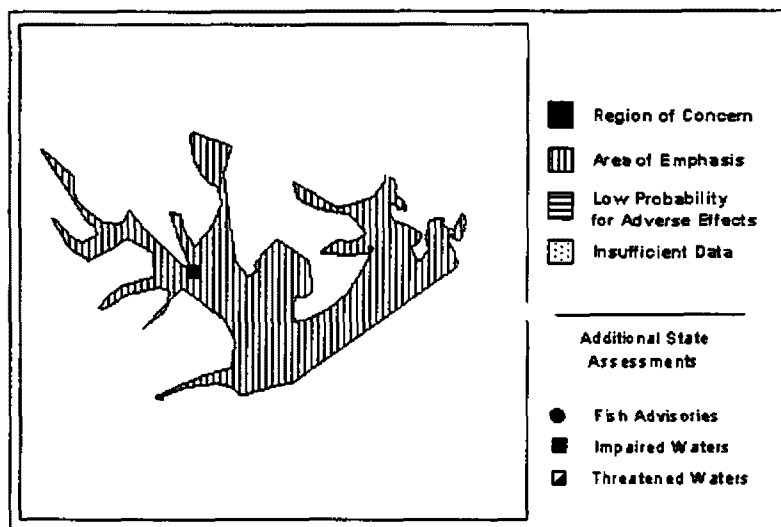 Region of Concern
Area of Emphasis
Low Probability
for Adverse Effects
Insufficient Data
Additional State
Assessments
Fish Advisories
Impaired Waters
Threatened Waters